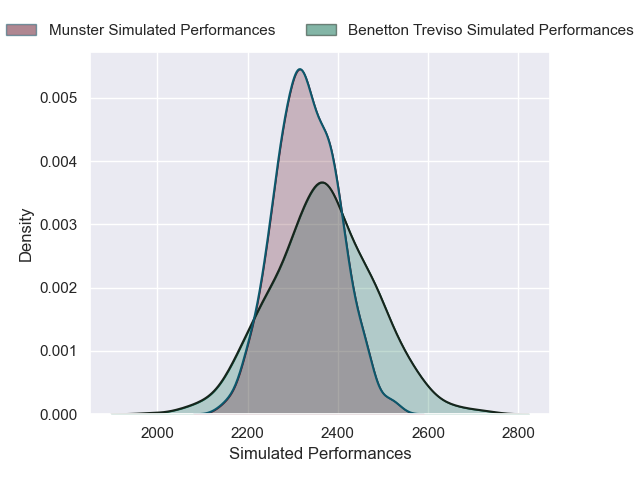 Munster Simulated Performances Benetton Treviso Simulated Performances
0.005
0.004
0.003
0.002
0.001
0.000
Density
2000 2200 2400 2600 2800
Simulated Performances